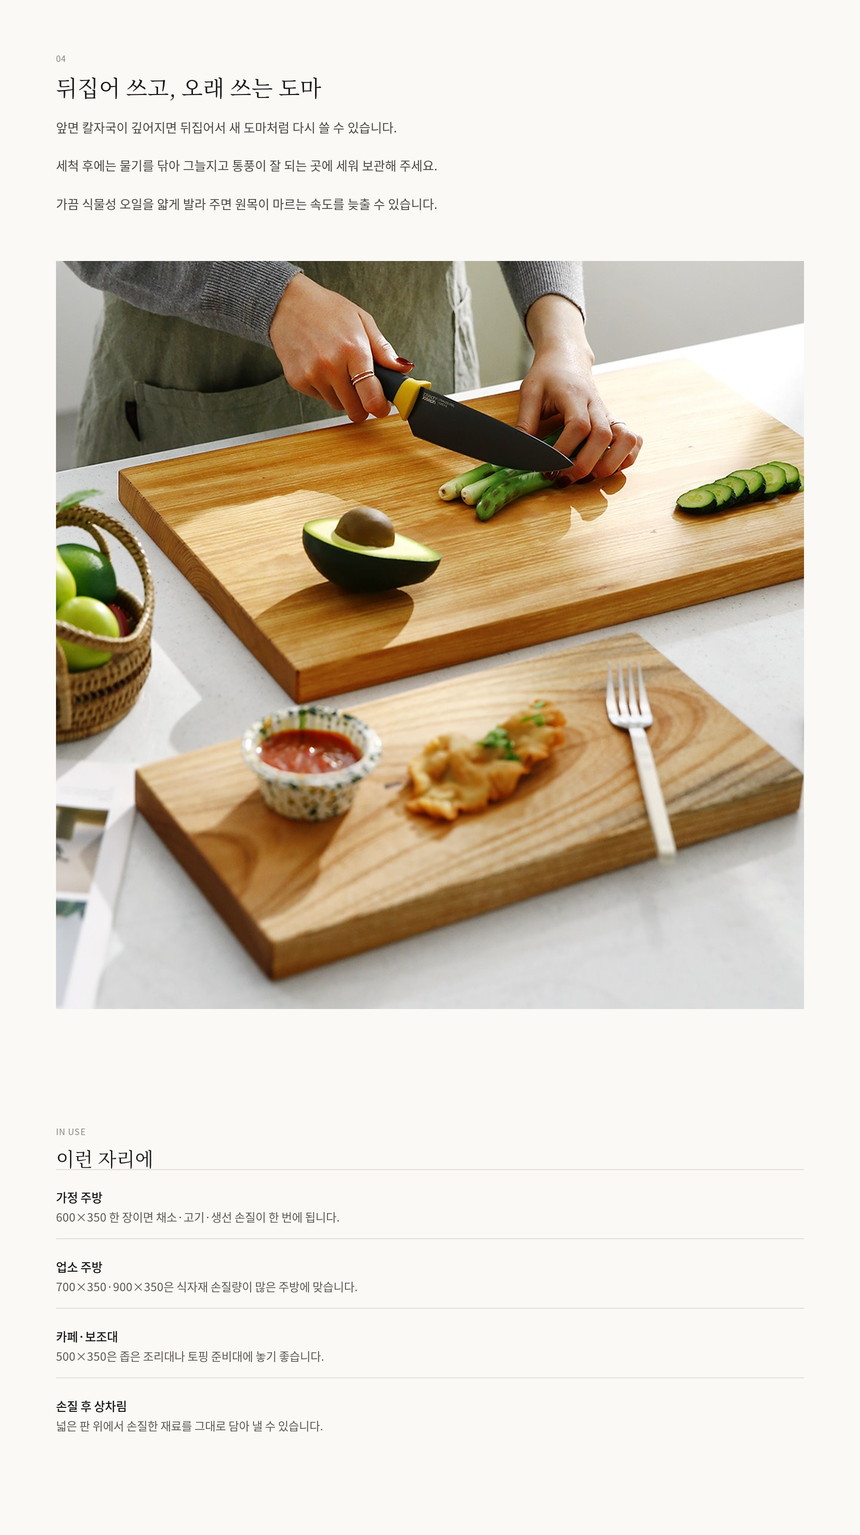 04
뒤집어 쓰고, 오래 쓰는 도마
앞면 칼자국이 깊어지면 뒤집어서 새 도마처럼 다시 쓸 수 있습니다.
세척 후에는 물기를 닦아 그늘지고 통풍이 잘 되는 곳에 세워 보관해 주세요.
가끔 식물성 오일을 얇게 발라 주면 원목이 마르는 속도를 늦출 수 있습니다.
IN USE
이런 자리에
가정 주방
600×350 한 장이면 채소·고기·생선 손질이 한 번에 됩니다.
업소 주방
700×350·900×350은 식자재 손질량이 많은 주방에 맞습니다.
카페·보조대
500×350은 좁은 조리대나 토핑 준비대에 놓기 좋습니다.
손질 후 상차림
넓은 판 위에서 손질한 재료를 그대로 담아 낼 수 있습니다.